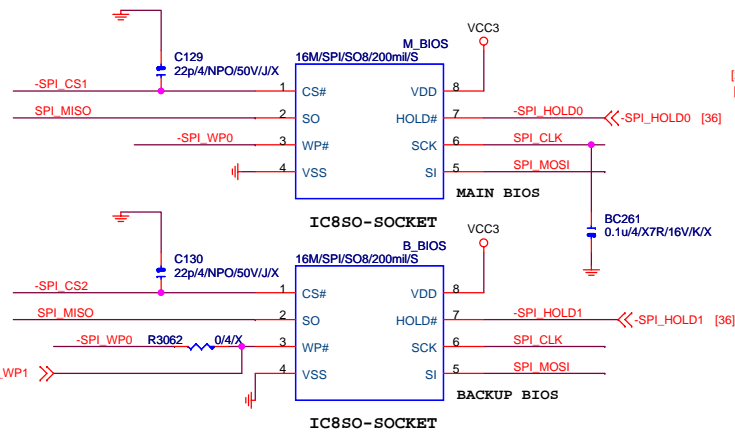 M_BIOS
VCC3
C129
22p/4/NPO/50V/J/X
16M/SPI/SO8/200mil/S
-SPI_CS1
1
CS#
VDD
8
SPI_MISO
2
SO
HOLD#
7
-SPI_HOLD0
-SPI_HOLD0 [36]
-SPI_WP0
3
WP#
SCK
6
SPI_CLK
4
VSS
SI
5
SPI_MOSI
MAIN BIOS
IC8SO-SOCKET
BC261
0.1u/4/X7R/16V/K/X
B_BIOS
VCC3
C130
22p/4/NPO/50V/J/X
16M/SPI/SO8/200mil/S
-SPI_CS2
1
CS#
VDD
8
SPI_MISO
2
SO
HOLD#
7
-SPI_HOLD1
-SPI_HOLD1 [36]
-SPI_WP0
R3062
0/4/X
3
WP#
SCK
6
SPI_CLK
_WP1
4
VSS
SI
5
SPI_MOSI
BACKUP BIOS
IC8SO-SOCKET